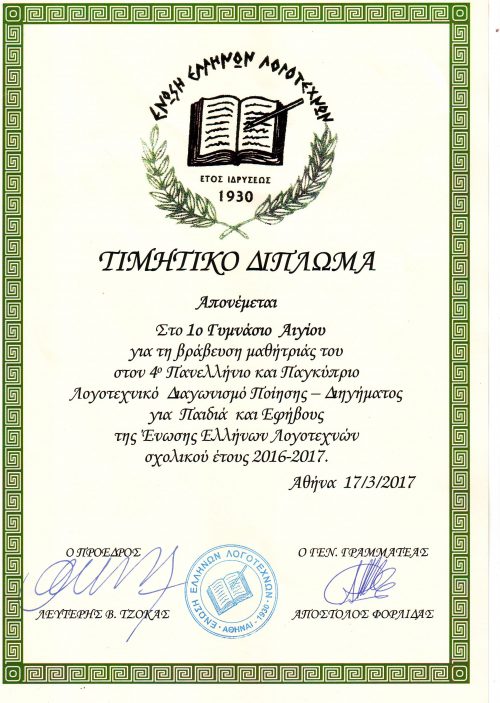 ΕΝΩΣΗ ΕΛΛΗΝΩΝ ΛΟΓΟΤΕΧΝΩΝ
ΕΤΟΣ ΙΔΡΥΣΕΩΣ
1930
ΤΙΜΗΤΙΚΟ ΔΙΠΛΩΜΑ
Απονέμεται
Στο 1ο Γυμνάσιο Αιγίου
για τη βράβευση μαθήτριάς του
στον 4ο Πανελλήνιο και Παγκύπριο
Λογοτεχνικό Διαγωνισμό Ποίησης – Διηγήματος
για Παιδιά και Εφήβους
της Ένωσης Ελλήνων Λογοτεχνών
σχολικού έτους 2016-2017.
Αθήνα 17/3/2017
Ο ΠΡΟΕΔΡΟΣ
Ο ΓΕΝ. ΓΡΑΜΜΑΤΕΑΣ
ΕΝΩΣΗ ΕΛΛΗΝΩΝ ΛΟΓΟΤΕΧΝΩΝ
· ΑΘΗΝΑΙ · 1930 ·
ΛΕΥΤΕΡΗΣ Β. ΤΖΟΚΑΣ
ΑΠΟΣΤΟΛΟΣ ΦΟΡΛΙΔΑΣ